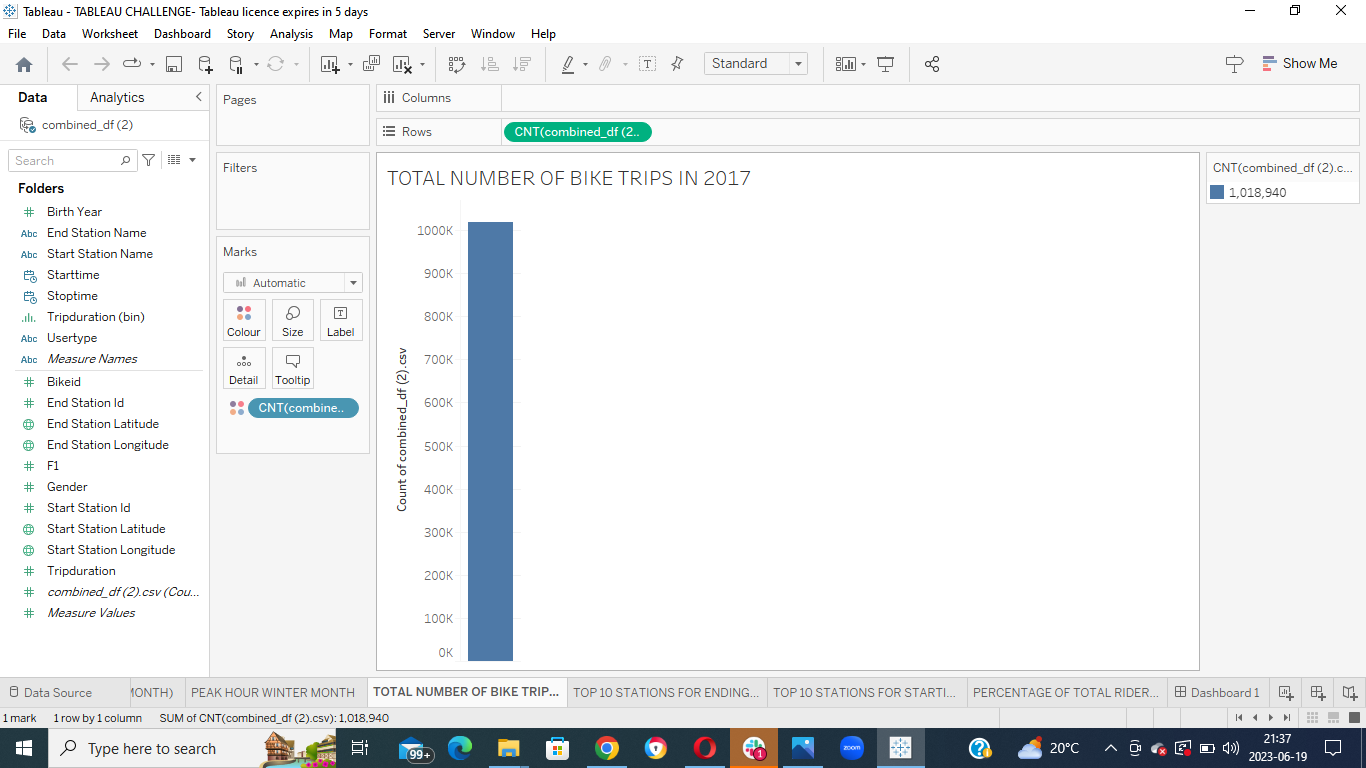 Tableau - TABLEAU CHALLENGE- Tableau licence expires in 5 days
File Data Worksheet Dashboard Story Analysis Map Format Server Window Help
Standard
Show Me
Data Analytics
combined_df (2)
Search
Folders
Birth Year
Abc End Station Name
Abc Start Station Name
Starttime
Stoptime
Tripduration (bin)
Abc Usertype
Abc Measure Names
Bikeid
End Station Id
End Station Latitude
End Station Longitude
F1
Gender
Start Station Id
Start Station Latitude
Start Station Longitude
Tripduration
combined_df (2).csv (Cou...
Measure Values
Pages
Filters
Marks
Automatic
Colour Size Label
Detail Tooltip
CNT(combine..
Columns
Rows CNT(combined_df (2..
TOTAL NUMBER OF BIKE TRIPS IN 2017
1000K
900K
800K
700K
600K
500K
400K
300K
200K
100K
0K
Count of combined_df (2).csv
CNT(combined_df (2).c...
1,018,940
Data Source MONTH) PEAK HOUR WINTER MONTH TOTAL NUMBER OF BIKE TRIP... TOP 10 STATIONS FOR ENDING... TOP 10 STATIONS FOR STARTI... PERCENTAGE OF TOTAL RIDER... Dashboard 1
1 mark 1 row by 1 column SUM of CNT(combined_df (2).csv): 1,018,940
Type here to search
99+
1
zoom
20°C
21:37
2023-06-19